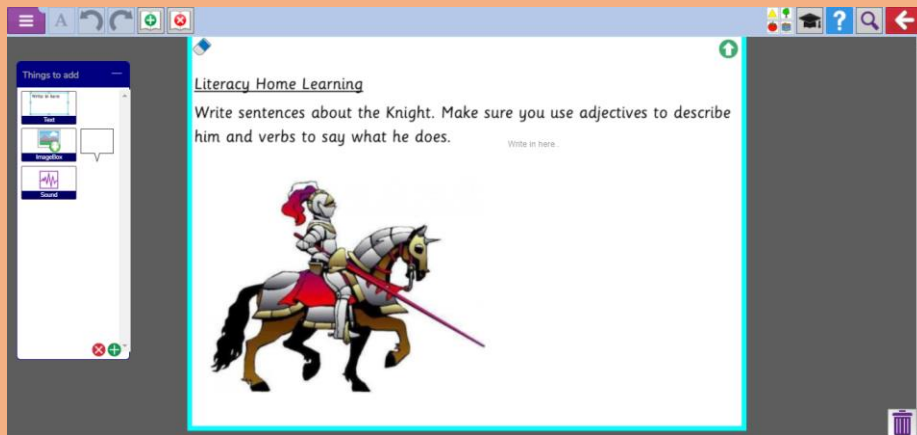 A
Things to add
Write in here
Text
ImageBox
Sound
Literacy Home Learning
Write sentences about the Knight. Make sure you use adjectives to describe
him and verbs to say what he does.
Write in here..
?